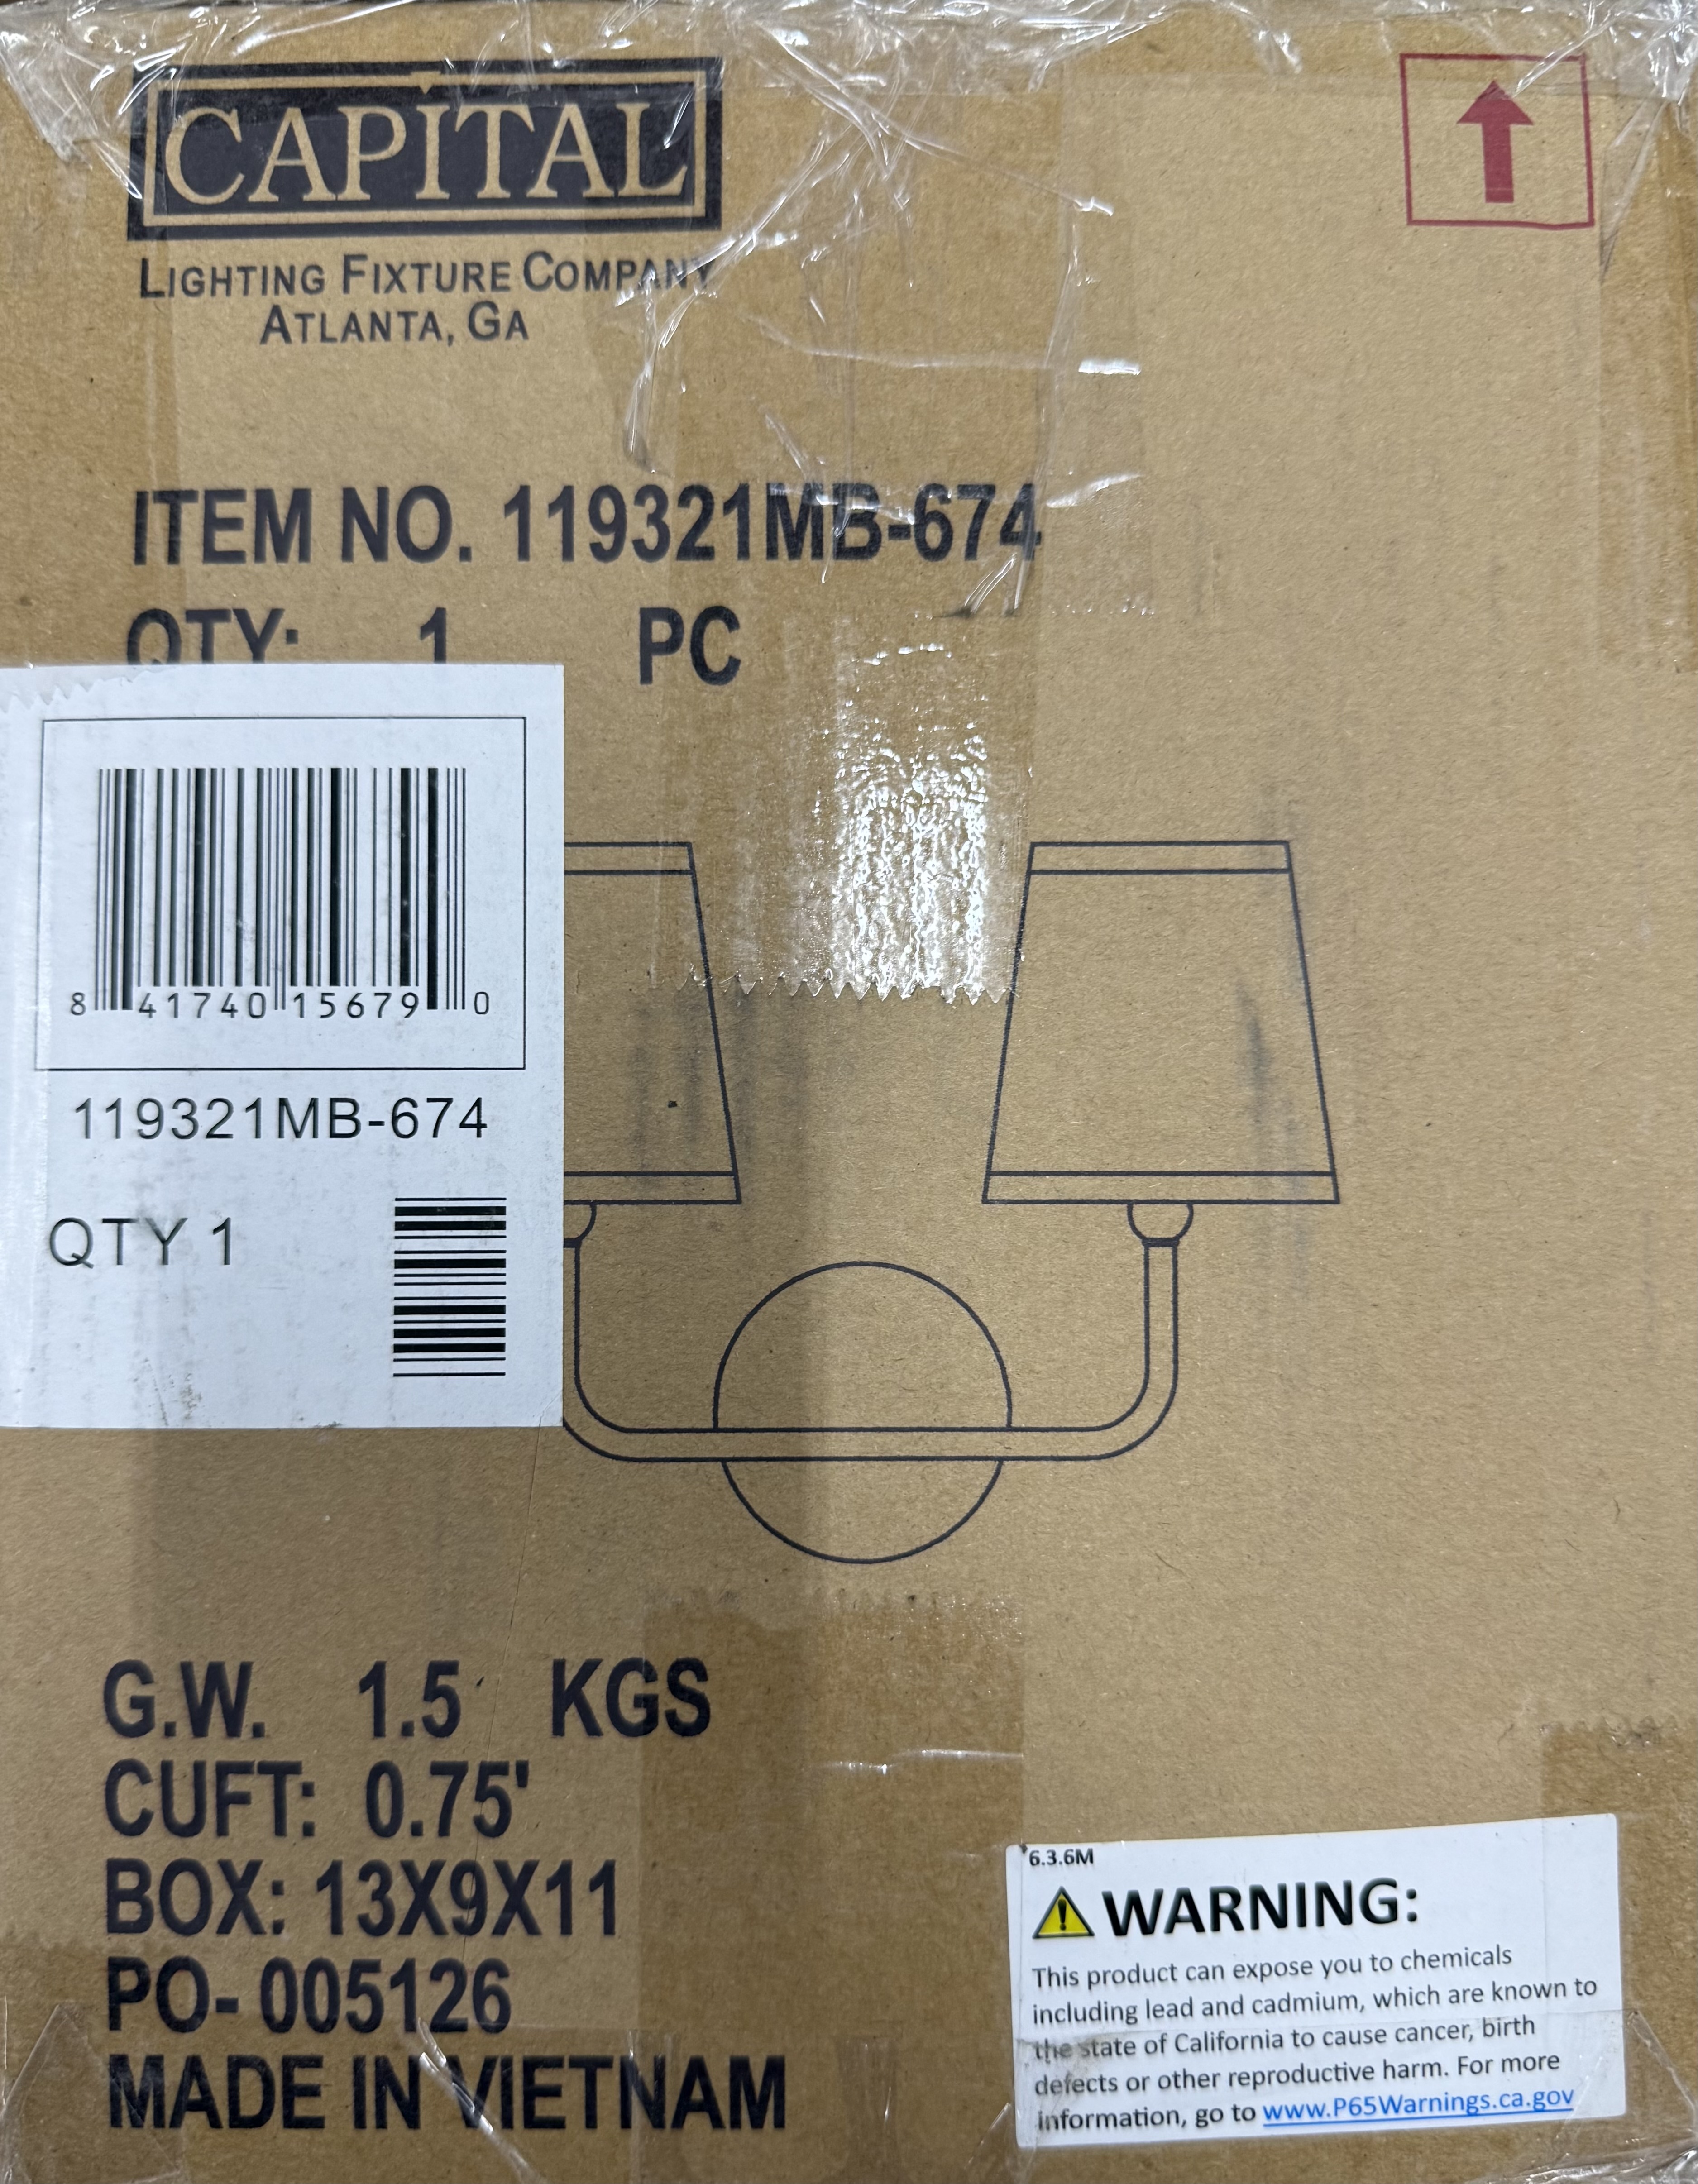 CAPITAL
LIGHTING FIXTURE COMPANY
ATLANTA, GA
ITEM NO. 119321MB-674
QTY: 1 PC
8 41740 15679 0
119321MB-674
QTY 1
G.W. 1.5 KGS
CUFT: 0.75'
BOX: 13X9X11
PO- 005126
MADE IN VIETNAM
6.3.6M
WARNING:
This product can expose you to chemicals
including lead and cadmium, which are known to
the state of California to cause cancer, birth
defects or other reproductive harm. For more
information, go to www.P65Warnings.ca.gov